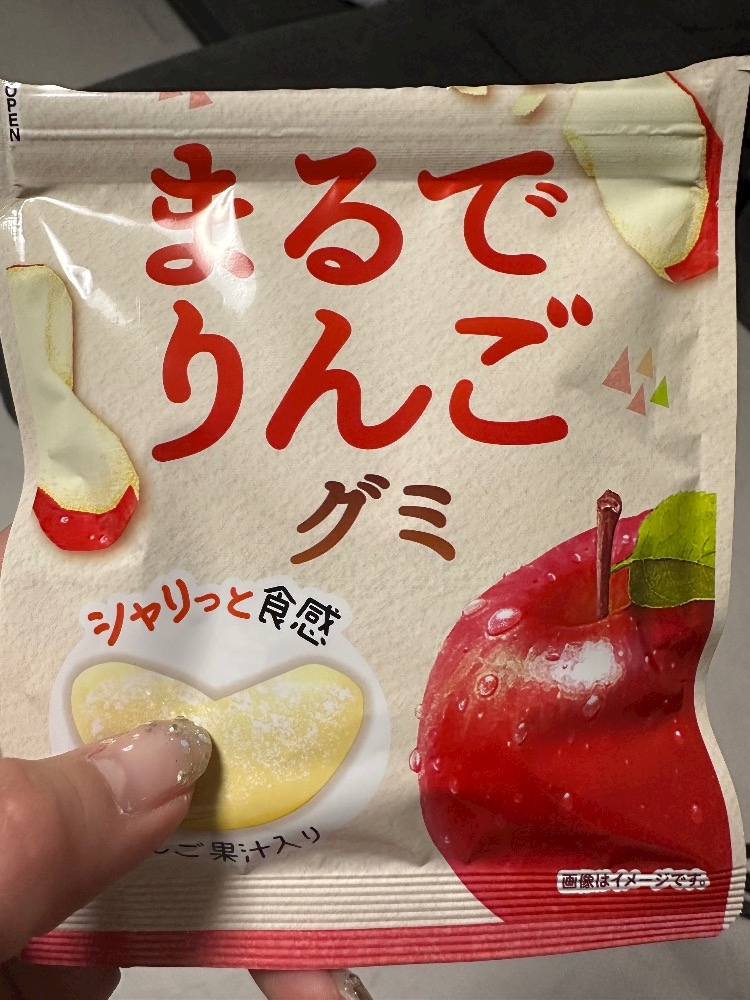 OPEN
まるで
りんご
グミ
シャリっと食感
ご果汁入り
画像はイメージです。